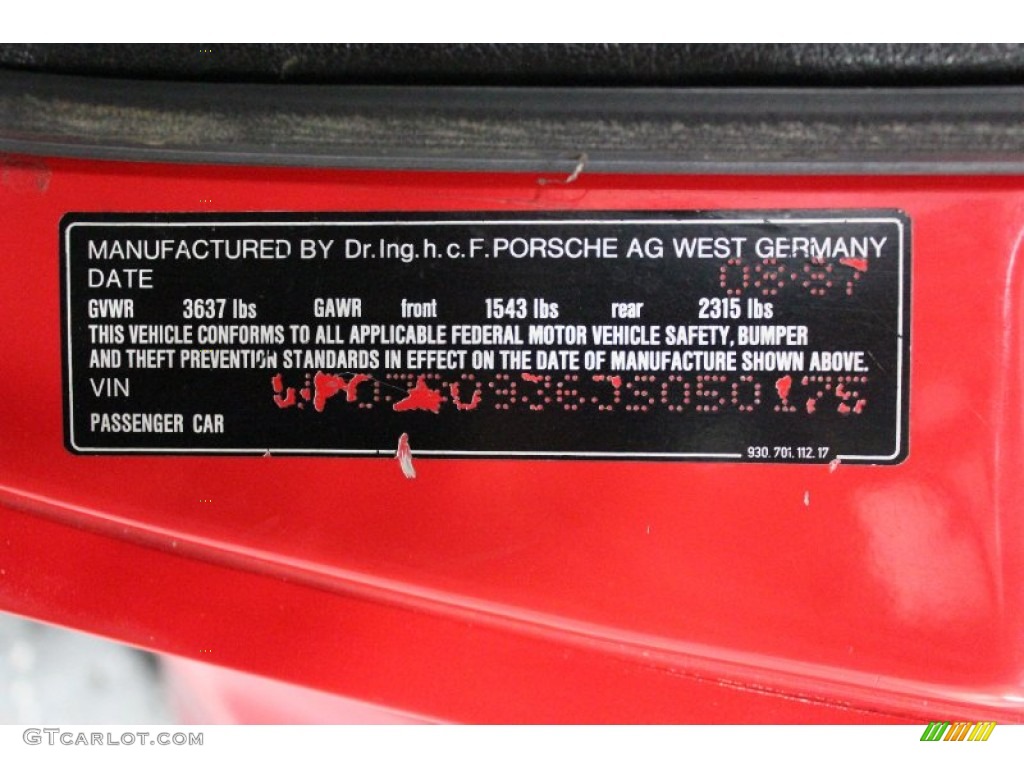 MANUFACTURED BY Dr.Ing.h.c.F.PORSCHE AG WEST GERMANY
DATE 08·87
GVWR 3637 lbs GAWR front 1543 lbs rear 2315 lbs
THIS VEHICLE CONFORMS TO ALL APPLICABLE FEDERAL MOTOR VEHICLE SAFETY, BUMPER
AND THEFT PREVENTION STANDARDS IN EFFECT ON THE DATE OF MANUFACTURE SHOWN ABOVE.
VIN
PASSENGER CAR
930.701.112.17
GTCARLOT.COM